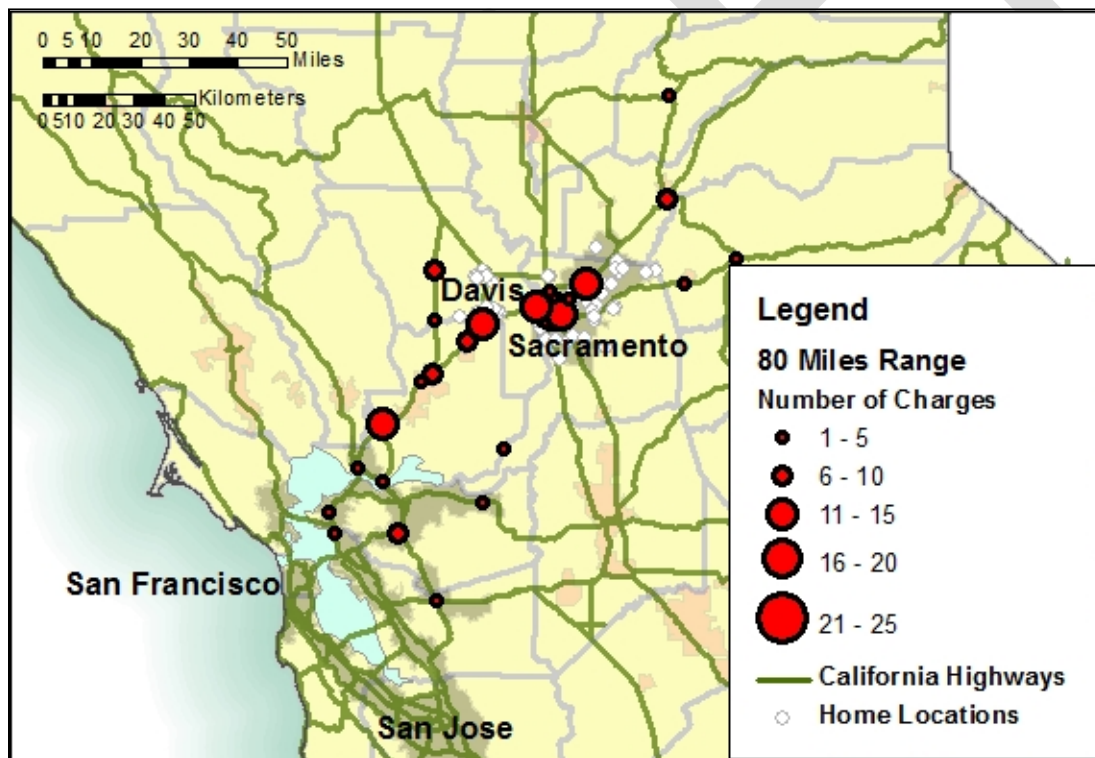 0 5 10 20 30 40 50
Miles
Kilometers
0 510 20 30 40 50
Davis
Sacramento
San Francisco
San Jose
Legend
80 Miles Range
Number of Charges
1 - 5
6 - 10
11 - 15
16 - 20
21 - 25
California Highways
Home Locations